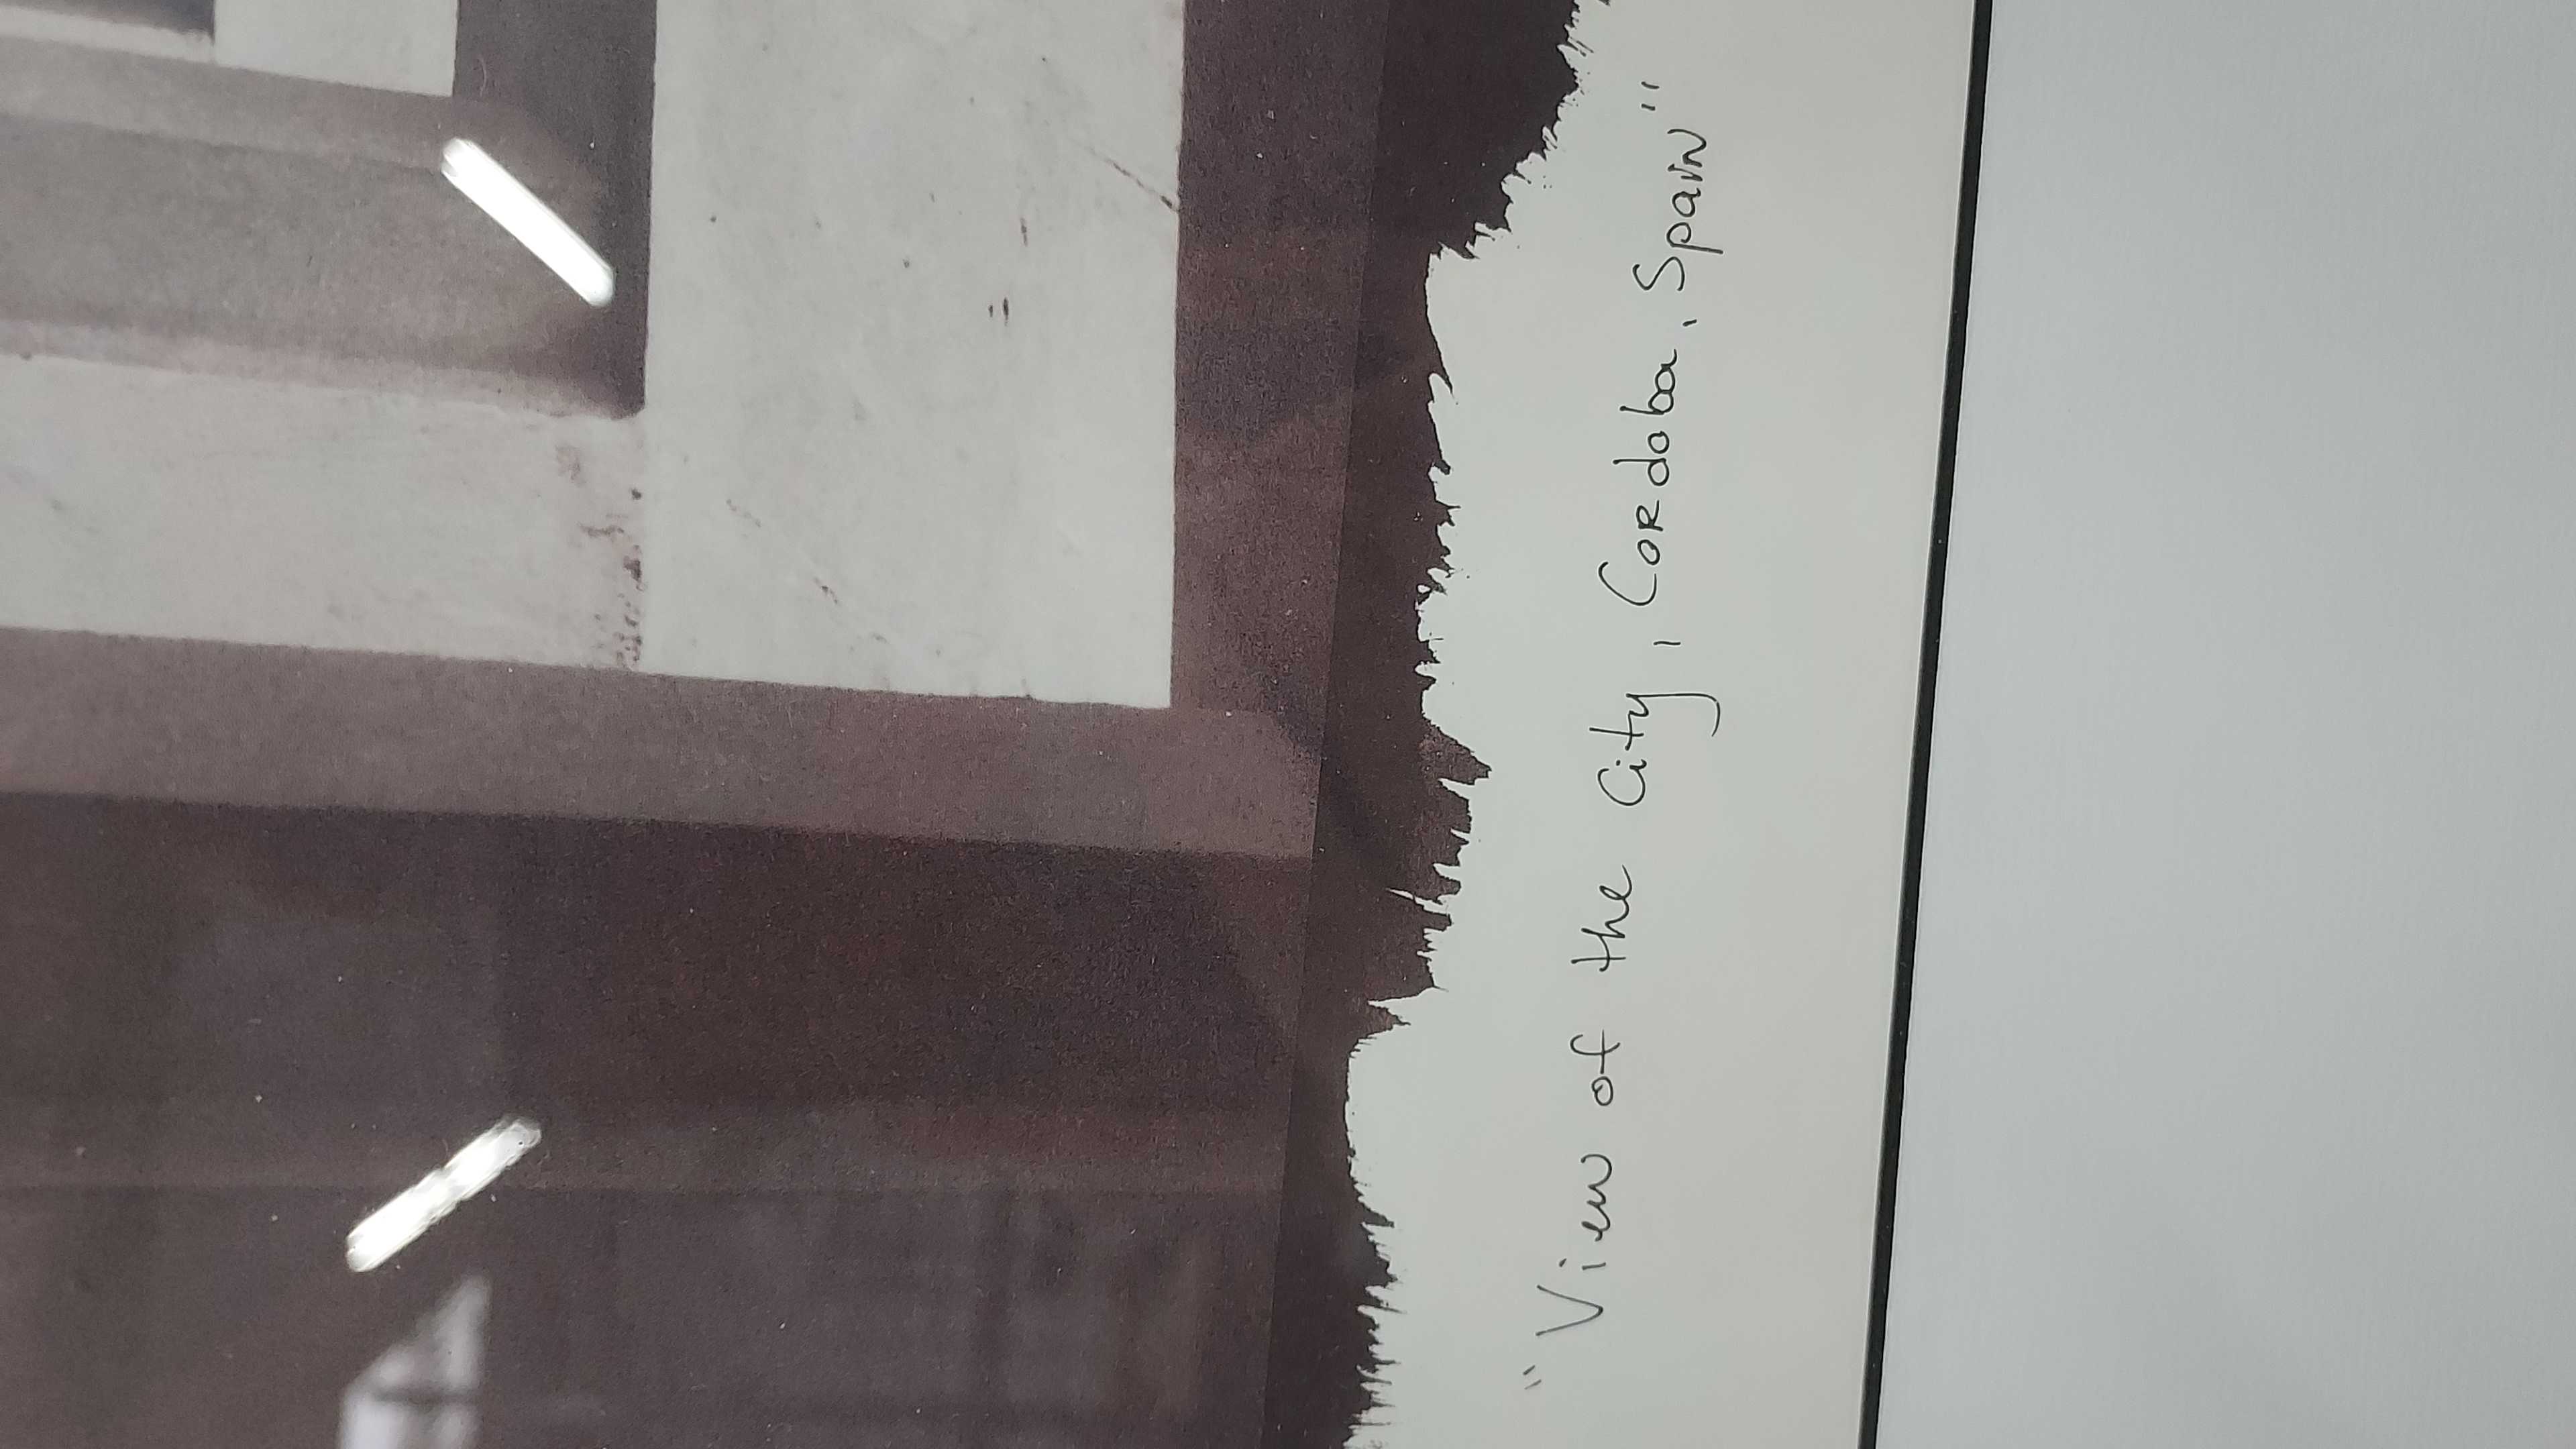 "View of the City, Cordoba. Spain"